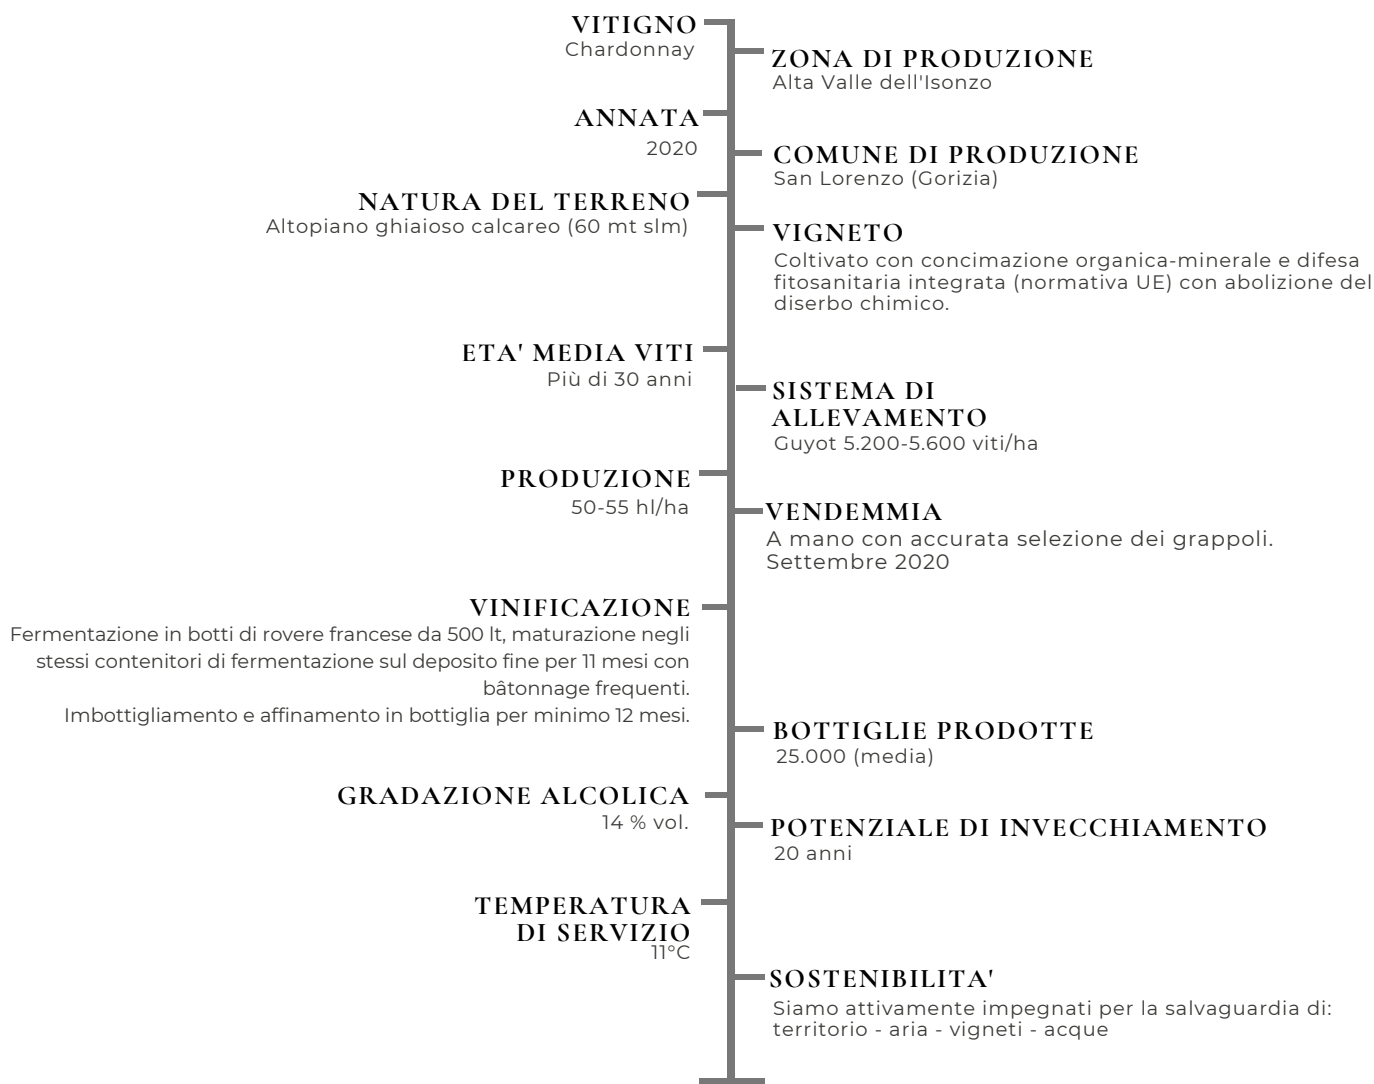 VITIGNO
Chardonnay
ZONA DI PRODUZIONE
Alta Valle dell'Isonzo
ANNATA
2020
COMUNE DI PRODUZIONE
San Lorenzo (Gorizia)
NATURA DEL TERRENO
Altopiano ghiaioso calcareo (60 mt slm)
VIGNETO
Coltivato con concimazione organica-minerale e difesa
fitosanitaria integrata (normativa UE) con abolizione del
diserbo chimico.
ETA' MEDIA VITI
Più di 30 anni
SISTEMA DI
ALLEVAMENTO
Guyot 5.200-5.600 viti/ha
PRODUZIONE
50-55 hl/ha
VENDEMMIA
A mano con accurata selezione dei grappoli.
Settembre 2020
VINIFICAZIONE
Fermentazione in botti di rovere francese da 500 lt, maturazione negli
stessi contenitori di fermentazione sul deposito fine per 11 mesi con
bâtonnage frequenti.
Imbottigliamento e affinamento in bottiglia per minimo 12 mesi.
BOTTIGLIE PRODOTTE
25.000 (media)
GRADAZIONE ALCOLICA
14 % vol.
POTENZIALE DI INVECCHIAMENTO
20 anni
TEMPERATURA
DI SERVIZIO
11°C
SOSTENIBILITA'
Siamo attivamente impegnati per la salvaguardia di:
territorio - aria - vigneti - acque